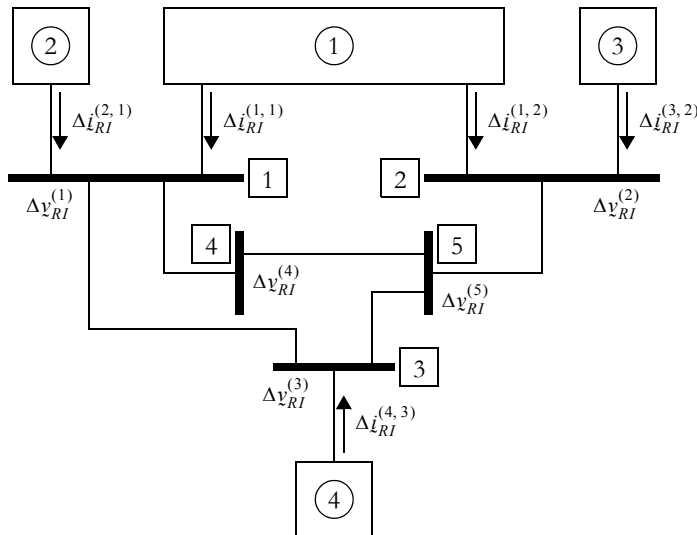 ② ① ③
Δi_RI^(2, 1) Δi_RI^(1, 1) Δi_RI^(1, 2) Δi_RI^(3, 2)
1 2
Δv_RI^(1) Δv_RI^(2)
4 5
Δv_RI^(4) Δv_RI^(5)
3
Δv_RI^(3)
Δi_RI^(4, 3)
④